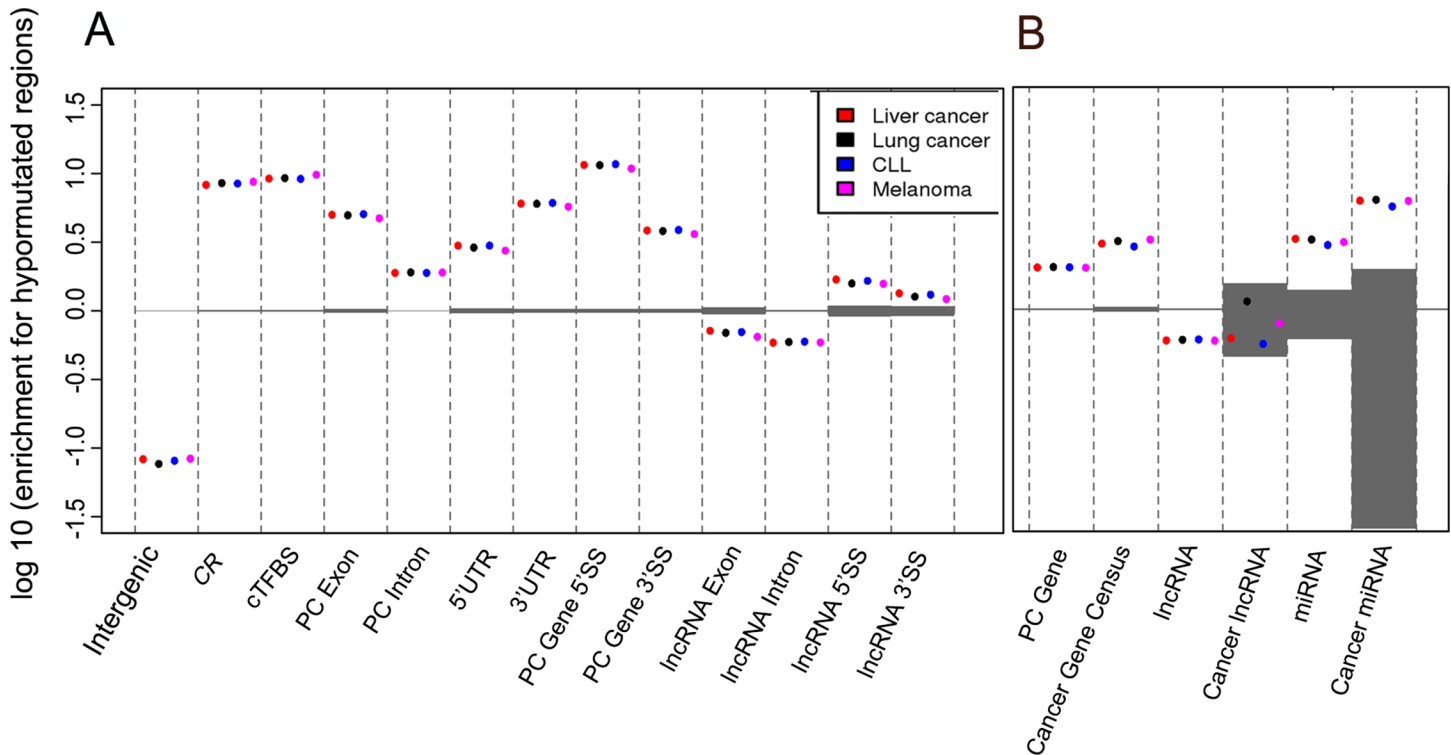 A
B
log 10 (enrichment for hypormutated regions)
1.5
1.0
0.5
0.0
-0.5
-1.0
-1.5
Liver cancer
Lung cancer
CLL
Melanoma
Intergenic
CR
cTFBS
PC Exon
PC Intron
5'UTR
3'UTR
PC Gene 5'SS
PC Gene 3'SS
lncRNA Exon
lncRNA Intron
lncRNA 5'SS
lncRNA 3'SS
PC Gene
Cancer Gene Census
lncRNA
Cancer lncRNA
miRNA
Cancer miRNA